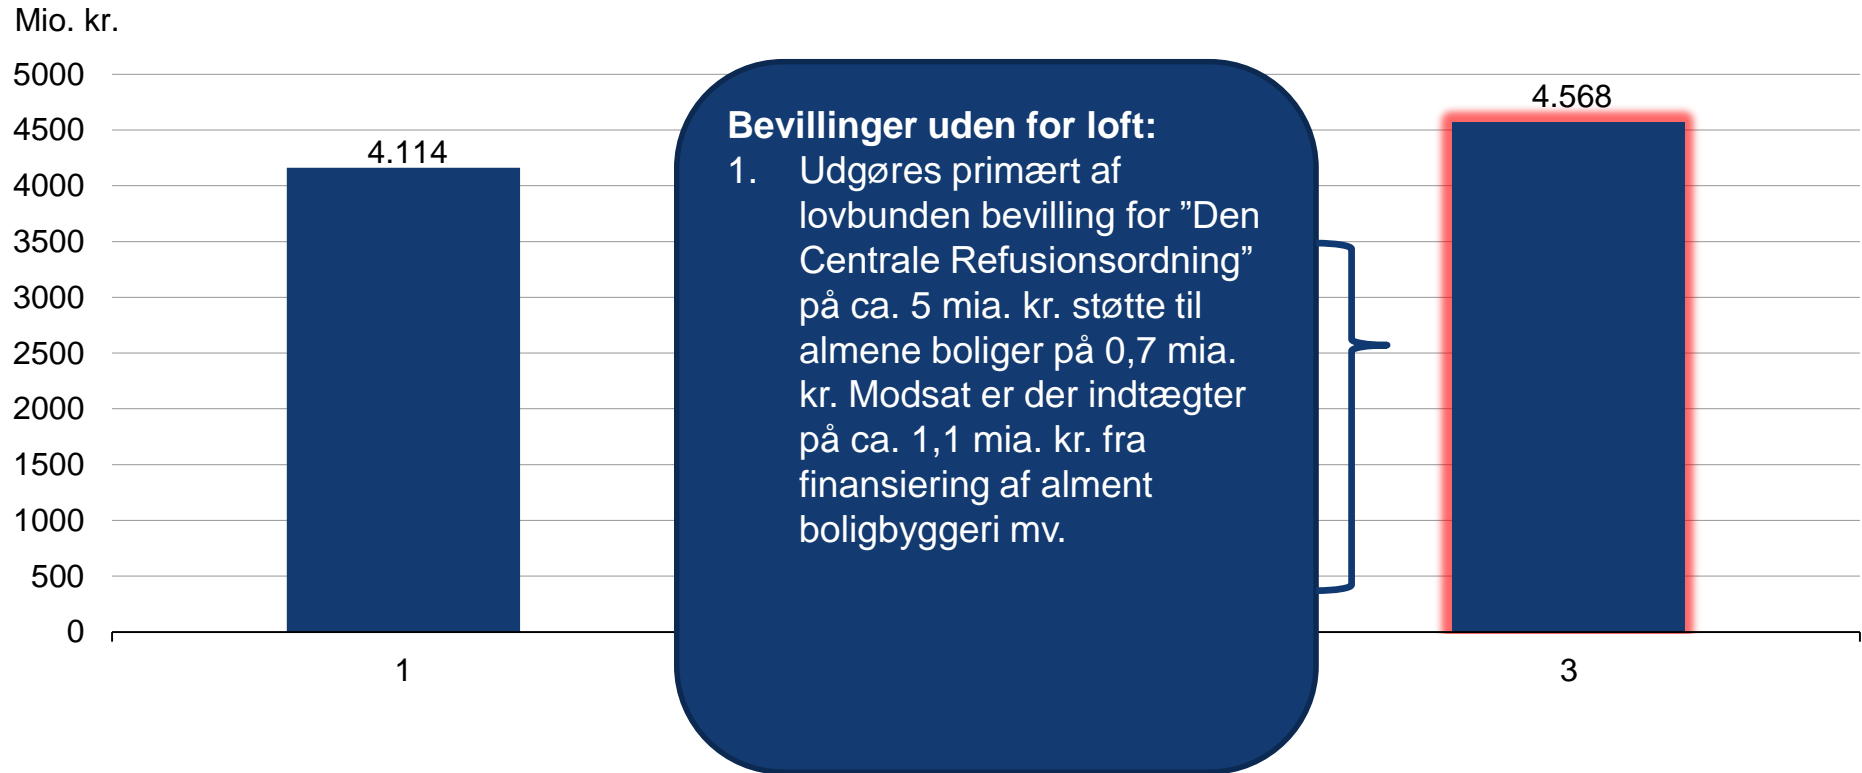 Mio. kr.
5000
4500
4000
3500
3000
2500
2000
1500
1000
500
0
4.114
4.568
1
3
Bevillinger uden for loft:
1. Udgøres primært af
lovbunden bevilling for ”Den
Centrale Refusionsordning”
på ca. 5 mia. kr. støtte til
almene boliger på 0,7 mia.
kr. Modsat er der indtægter
på ca. 1,1 mia. kr. fra
finansiering af alment
boligbyggeri mv.